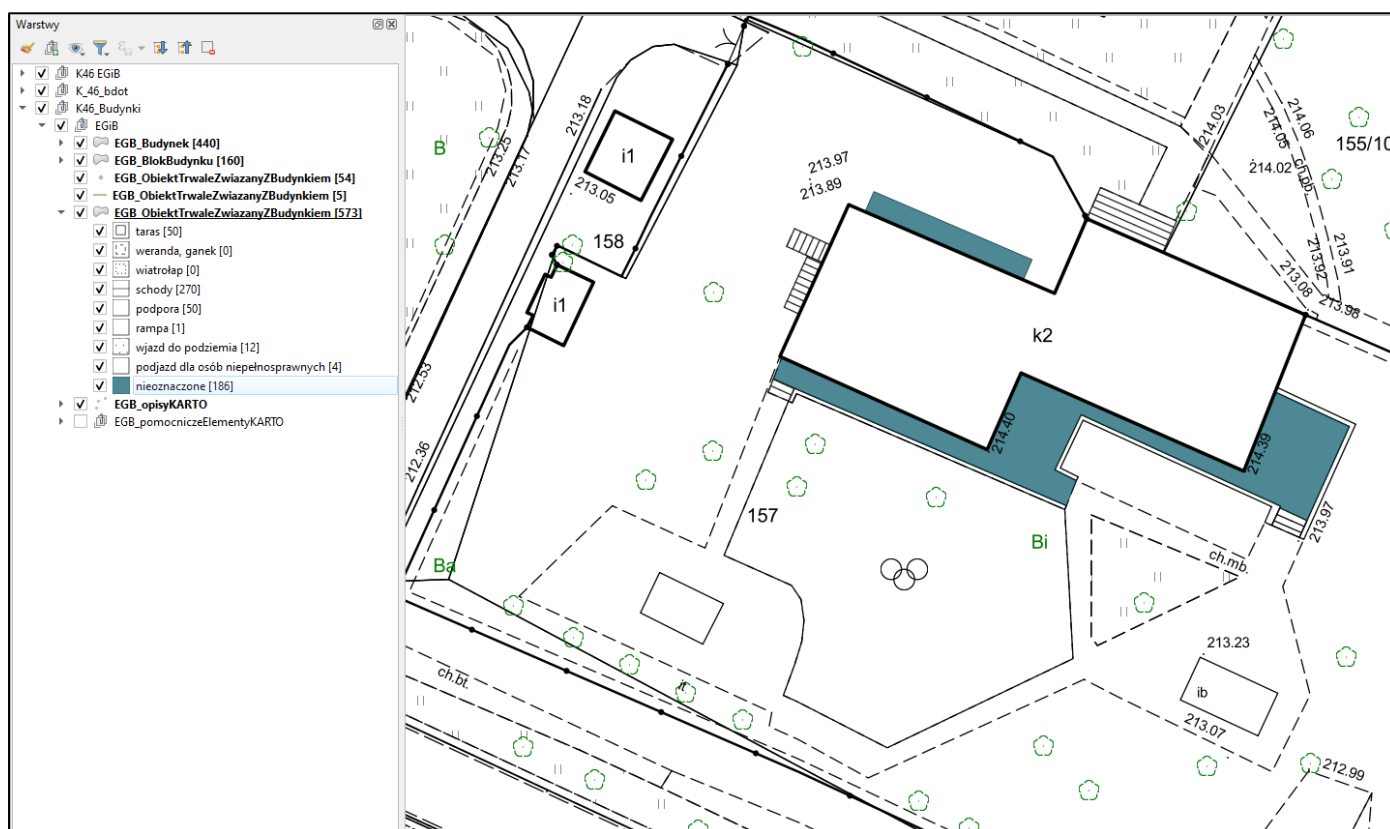 Warstwy
K46 EGiB
K_46_bdot
K46_Budynki
EGiB
EGB_Budynek [440]
EGB_BlokBudynku [160]
EGB_ObiektTrwaleZwiazanyZBudynkiem [54]
EGB_ObiektTrwaleZwiazanyZBudynkiem [5]
EGB_ObiektTrwaleZwiazanyZBudynkiem [573]
taras [50]
weranda, ganek [0]
wiatrołap [0]
schody [270]
podpora [50]
rampa [1]
wjazd do podziemia [12]
podjazd dla osób niepełnosprawnych [4]
nieoznaczone [186]
EGB_opisyKARTO
EGB_pomocniczeElementyKARTO
213.18
B
213.25
213.17
i1
213.05
158
i1
213.97
213.89
214.03
214.06
214.05
ch.pb.
155/10
214.02
213.91
213.92
213.08
213.98
k2
212.53
212.36
214.40
214.39
213.97
157
Bi
ch.mb.
Ba
213.23
ib
213.07
ch.bt.
it.
212.99